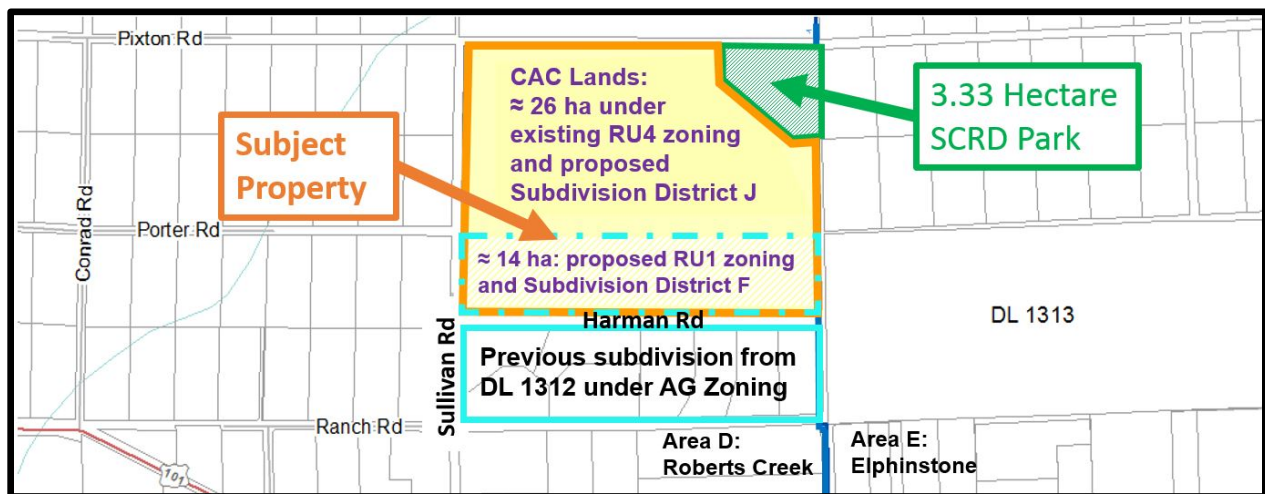 Pixton Rd
CAC Lands:
≈ 26 ha under
existing RU4 zoning
and proposed
Subdivision District J
3.33 Hectare
SCRD Park
Subject
Property
Conrad Rd
Porter Rd
≈ 14 ha: proposed RU1 zoning
and Subdivision District F
Harman Rd
DL 1313
Sullivan Rd
Previous subdivision from
DL 1312 under AG Zoning
Ranch Rd
Area D:
Roberts Creek
Area E:
Elphinstone
101